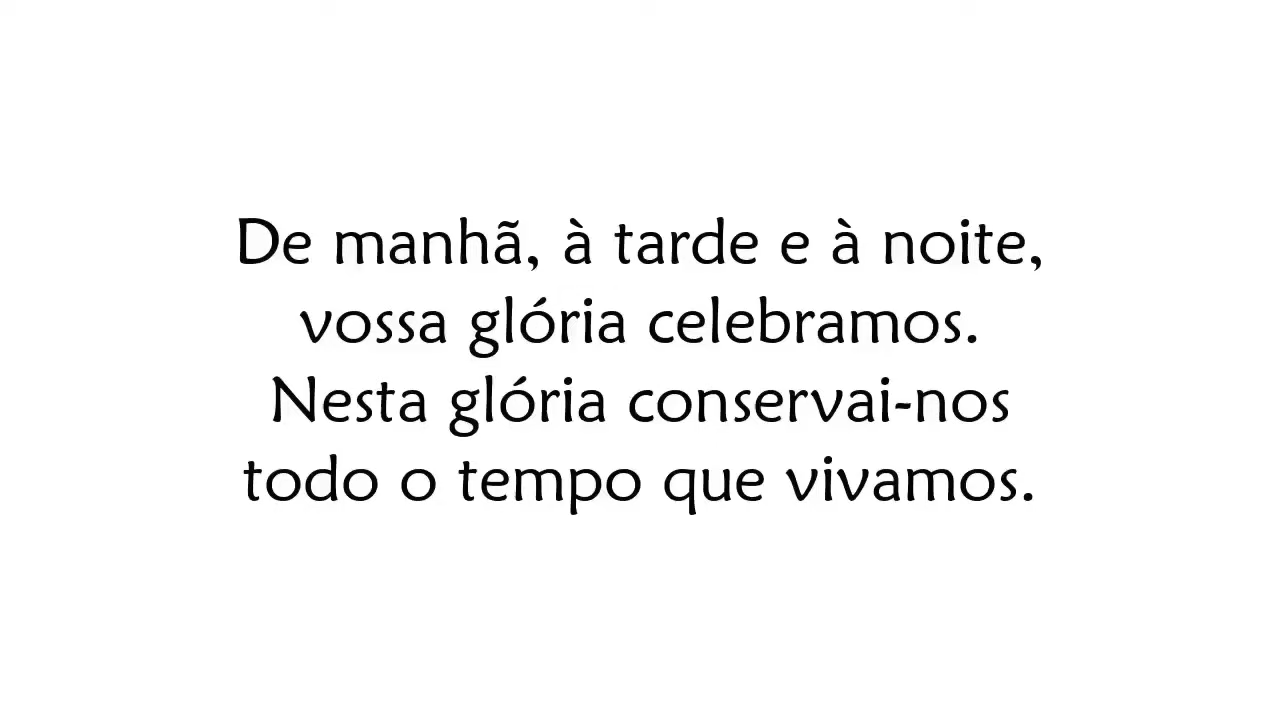 De manhã, à tarde e à noite,
vossa glória celebramos.
Nesta glória conservai-nos
todo o tempo que vivamos.